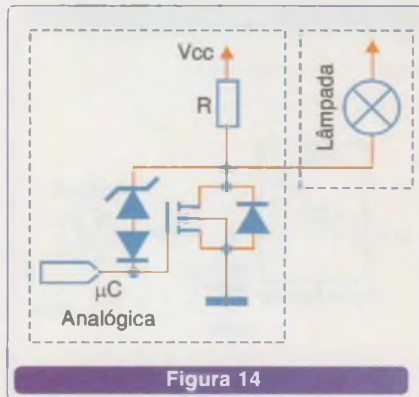 Vcc
R
Lâmpada
μC
Analógica
Figura 14